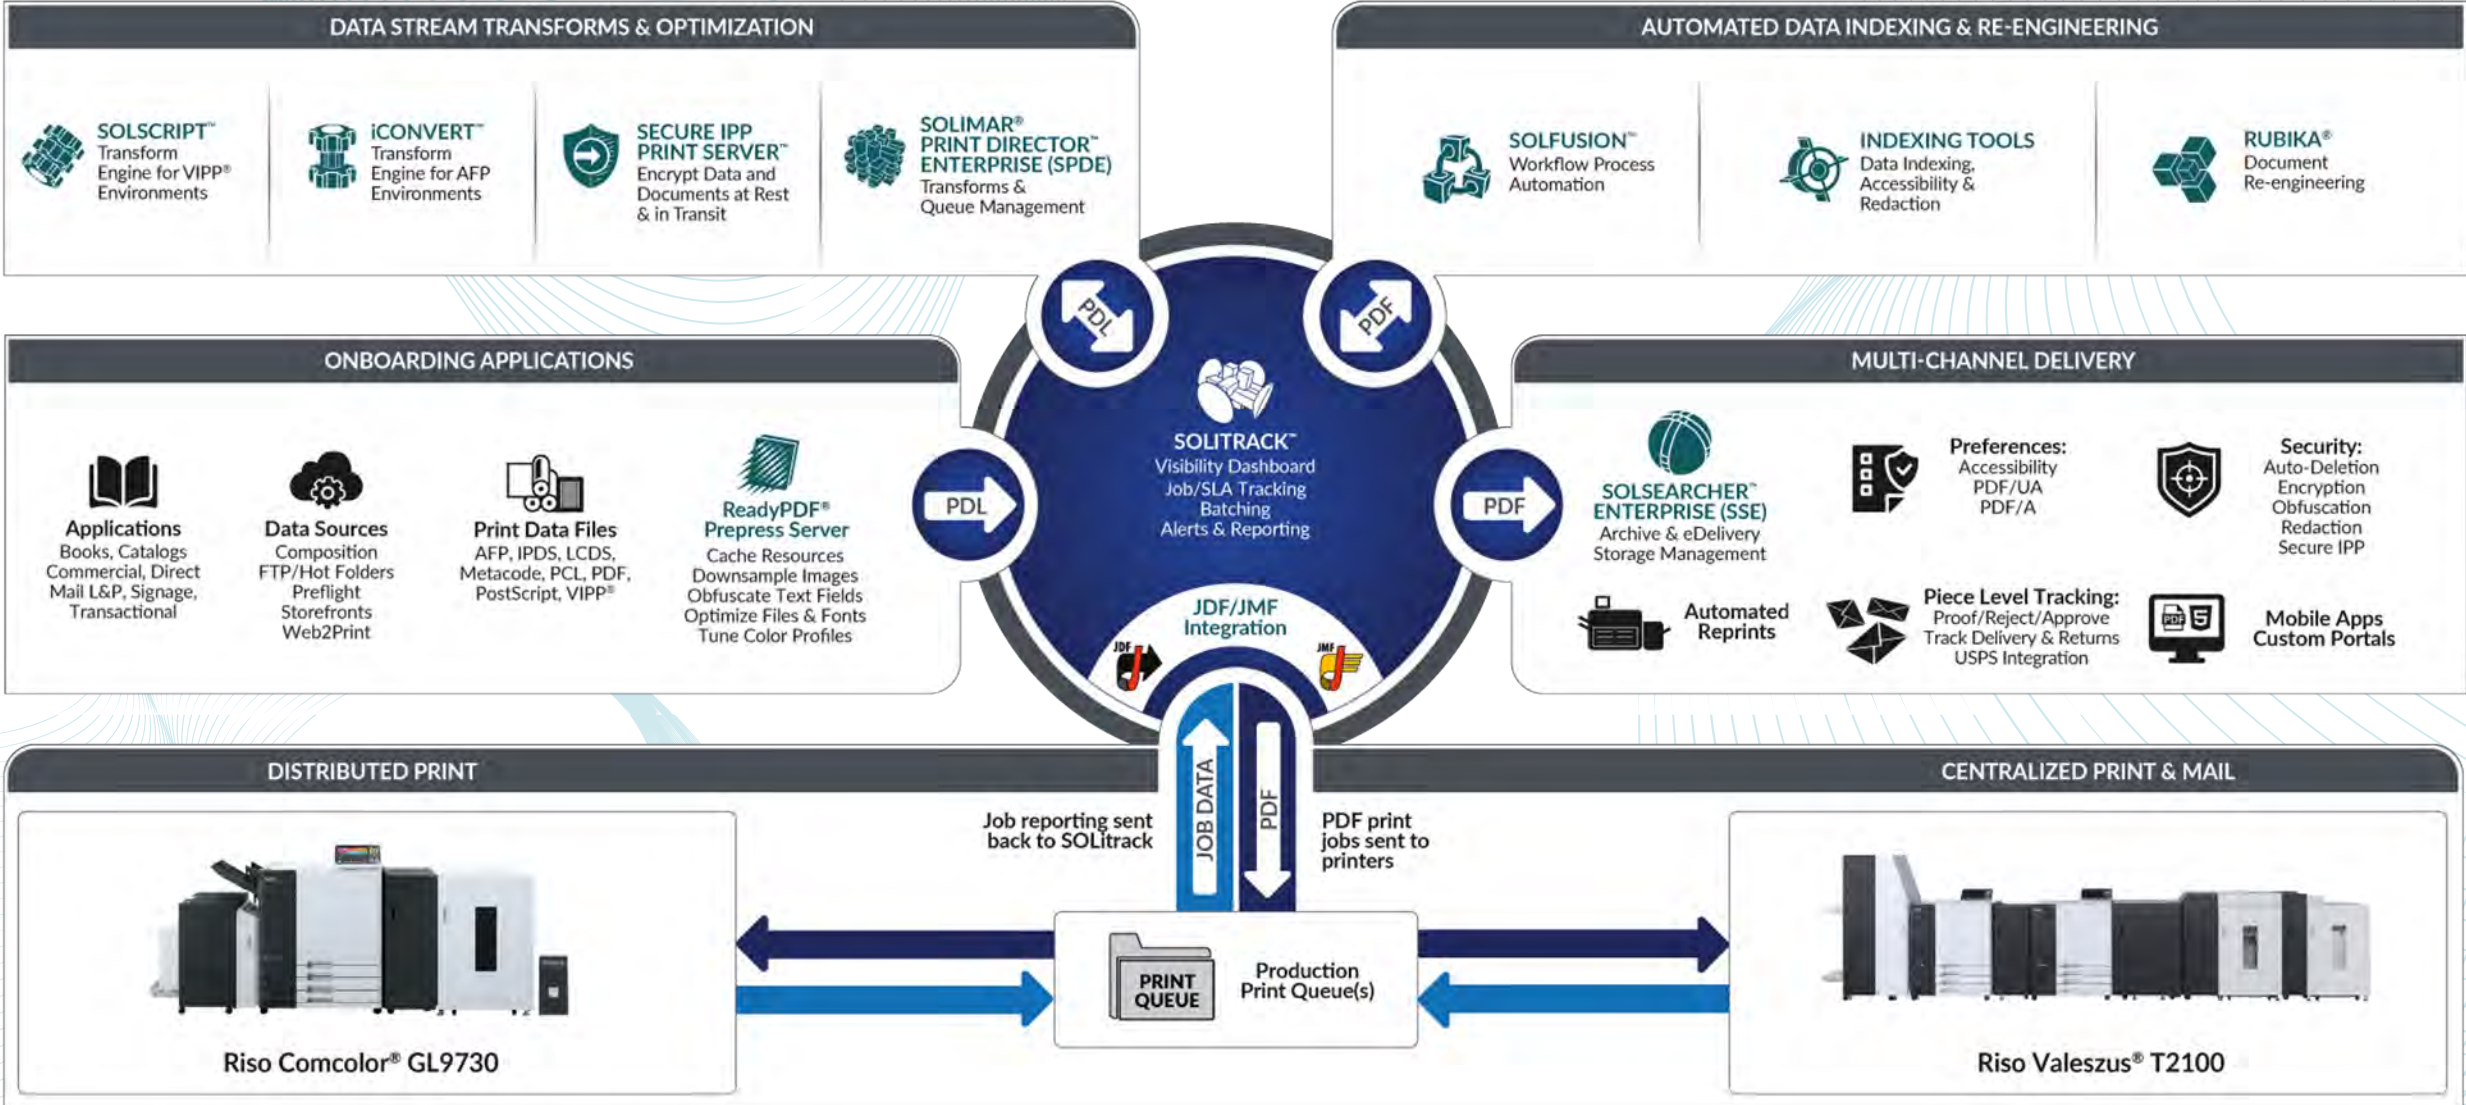 DATA STREAM TRANSFORMS & OPTIMIZATION
SOLSCRIPT™
Transform
Engine for VIPP®
Environments
iCONVERT™
Transform
Engine for AFP
Environments
SECURE IPP
PRINT SERVER™
Encrypt Data and
Documents at Rest
& in Transit
SOLIMAR®
PRINT DIRECTOR™
ENTERPRISE (SPDE)
Transforms &
Queue Management
AUTOMATED DATA INDEXING & RE-ENGINEERING
SOLFUSION™
Workflow Process
Automation
INDEXING TOOLS
Data Indexing,
Accessibility &
Redaction
RUBIKA®
Document
Re-engineering
PDL
PDF
ONBOARDING APPLICATIONS
Applications
Books, Catalogs
Commercial, Direct
Mail L&P, Signage,
Transactional
Data Sources
Composition
FTP/Hot Folders
Preflight
Storefronts
Web2Print
Print Data Files
AFP, IPDS, LCDS,
Metacode, PCL, PDF,
PostScript, VIPP®
ReadyPDF®
Prepress Server
Cache Resources
Downsample Images
Obfuscate Text Fields
Optimize Files & Fonts
Tune Color Profiles
PDL
SOLITRACK™
Visibility Dashboard
Job/SLA Tracking
Batching
Alerts & Reporting
JDF/JMF
Integration
JDF
JMF
PDF
MULTI-CHANNEL DELIVERY
SOLSEARCHER™
ENTERPRISE (SSE)
Archive & eDelivery
Storage Management
Preferences:
Accessibility
PDF/UA
PDF/A
Security:
Auto-Deletion
Encryption
Obfuscation
Redaction
Secure IPP
Automated
Reprints
Piece Level Tracking:
Proof/Reject/Approve
Track Delivery & Returns
USPS Integration
PDF 5
Mobile Apps
Custom Portals
DISTRIBUTED PRINT
Riso Comcolor® GL9730
Job reporting sent
back to SOLitrack
JOB DATA
PDF
PDF print
jobs sent to
printers
PRINT
QUEUE
Production
Print Queue(s)
CENTRALIZED PRINT & MAIL
Riso Valeszus® T2100